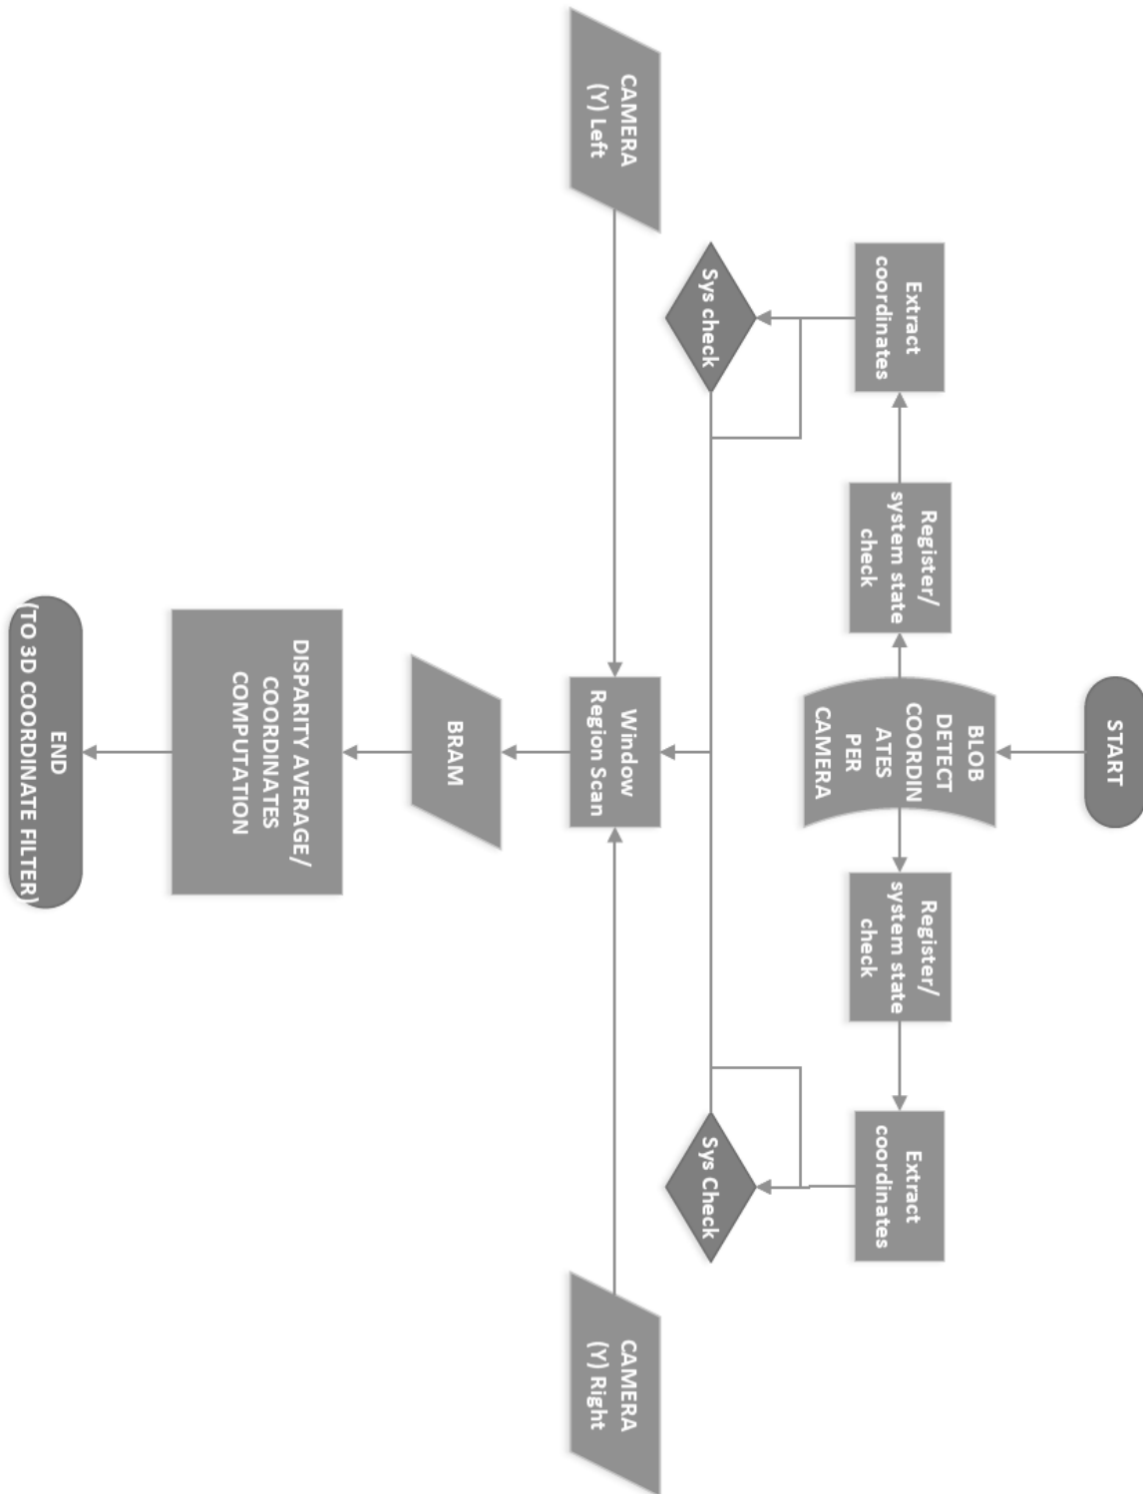 START
BLOB
DETECT
COORDIN
ATES
PER
CAMERA
Register/
system state
check
Register/
system state
check
Extract
coordinates
Extract
coordinates
Sys check
Sys Check
CAMERA
(Y) Left
Window
Region Scan
CAMERA
(Y) Right
BRAM
DISPARITY AVERAGE/
COORDINATES
COMPUTATION
END
(TO 3D COORDINATE FILTER)